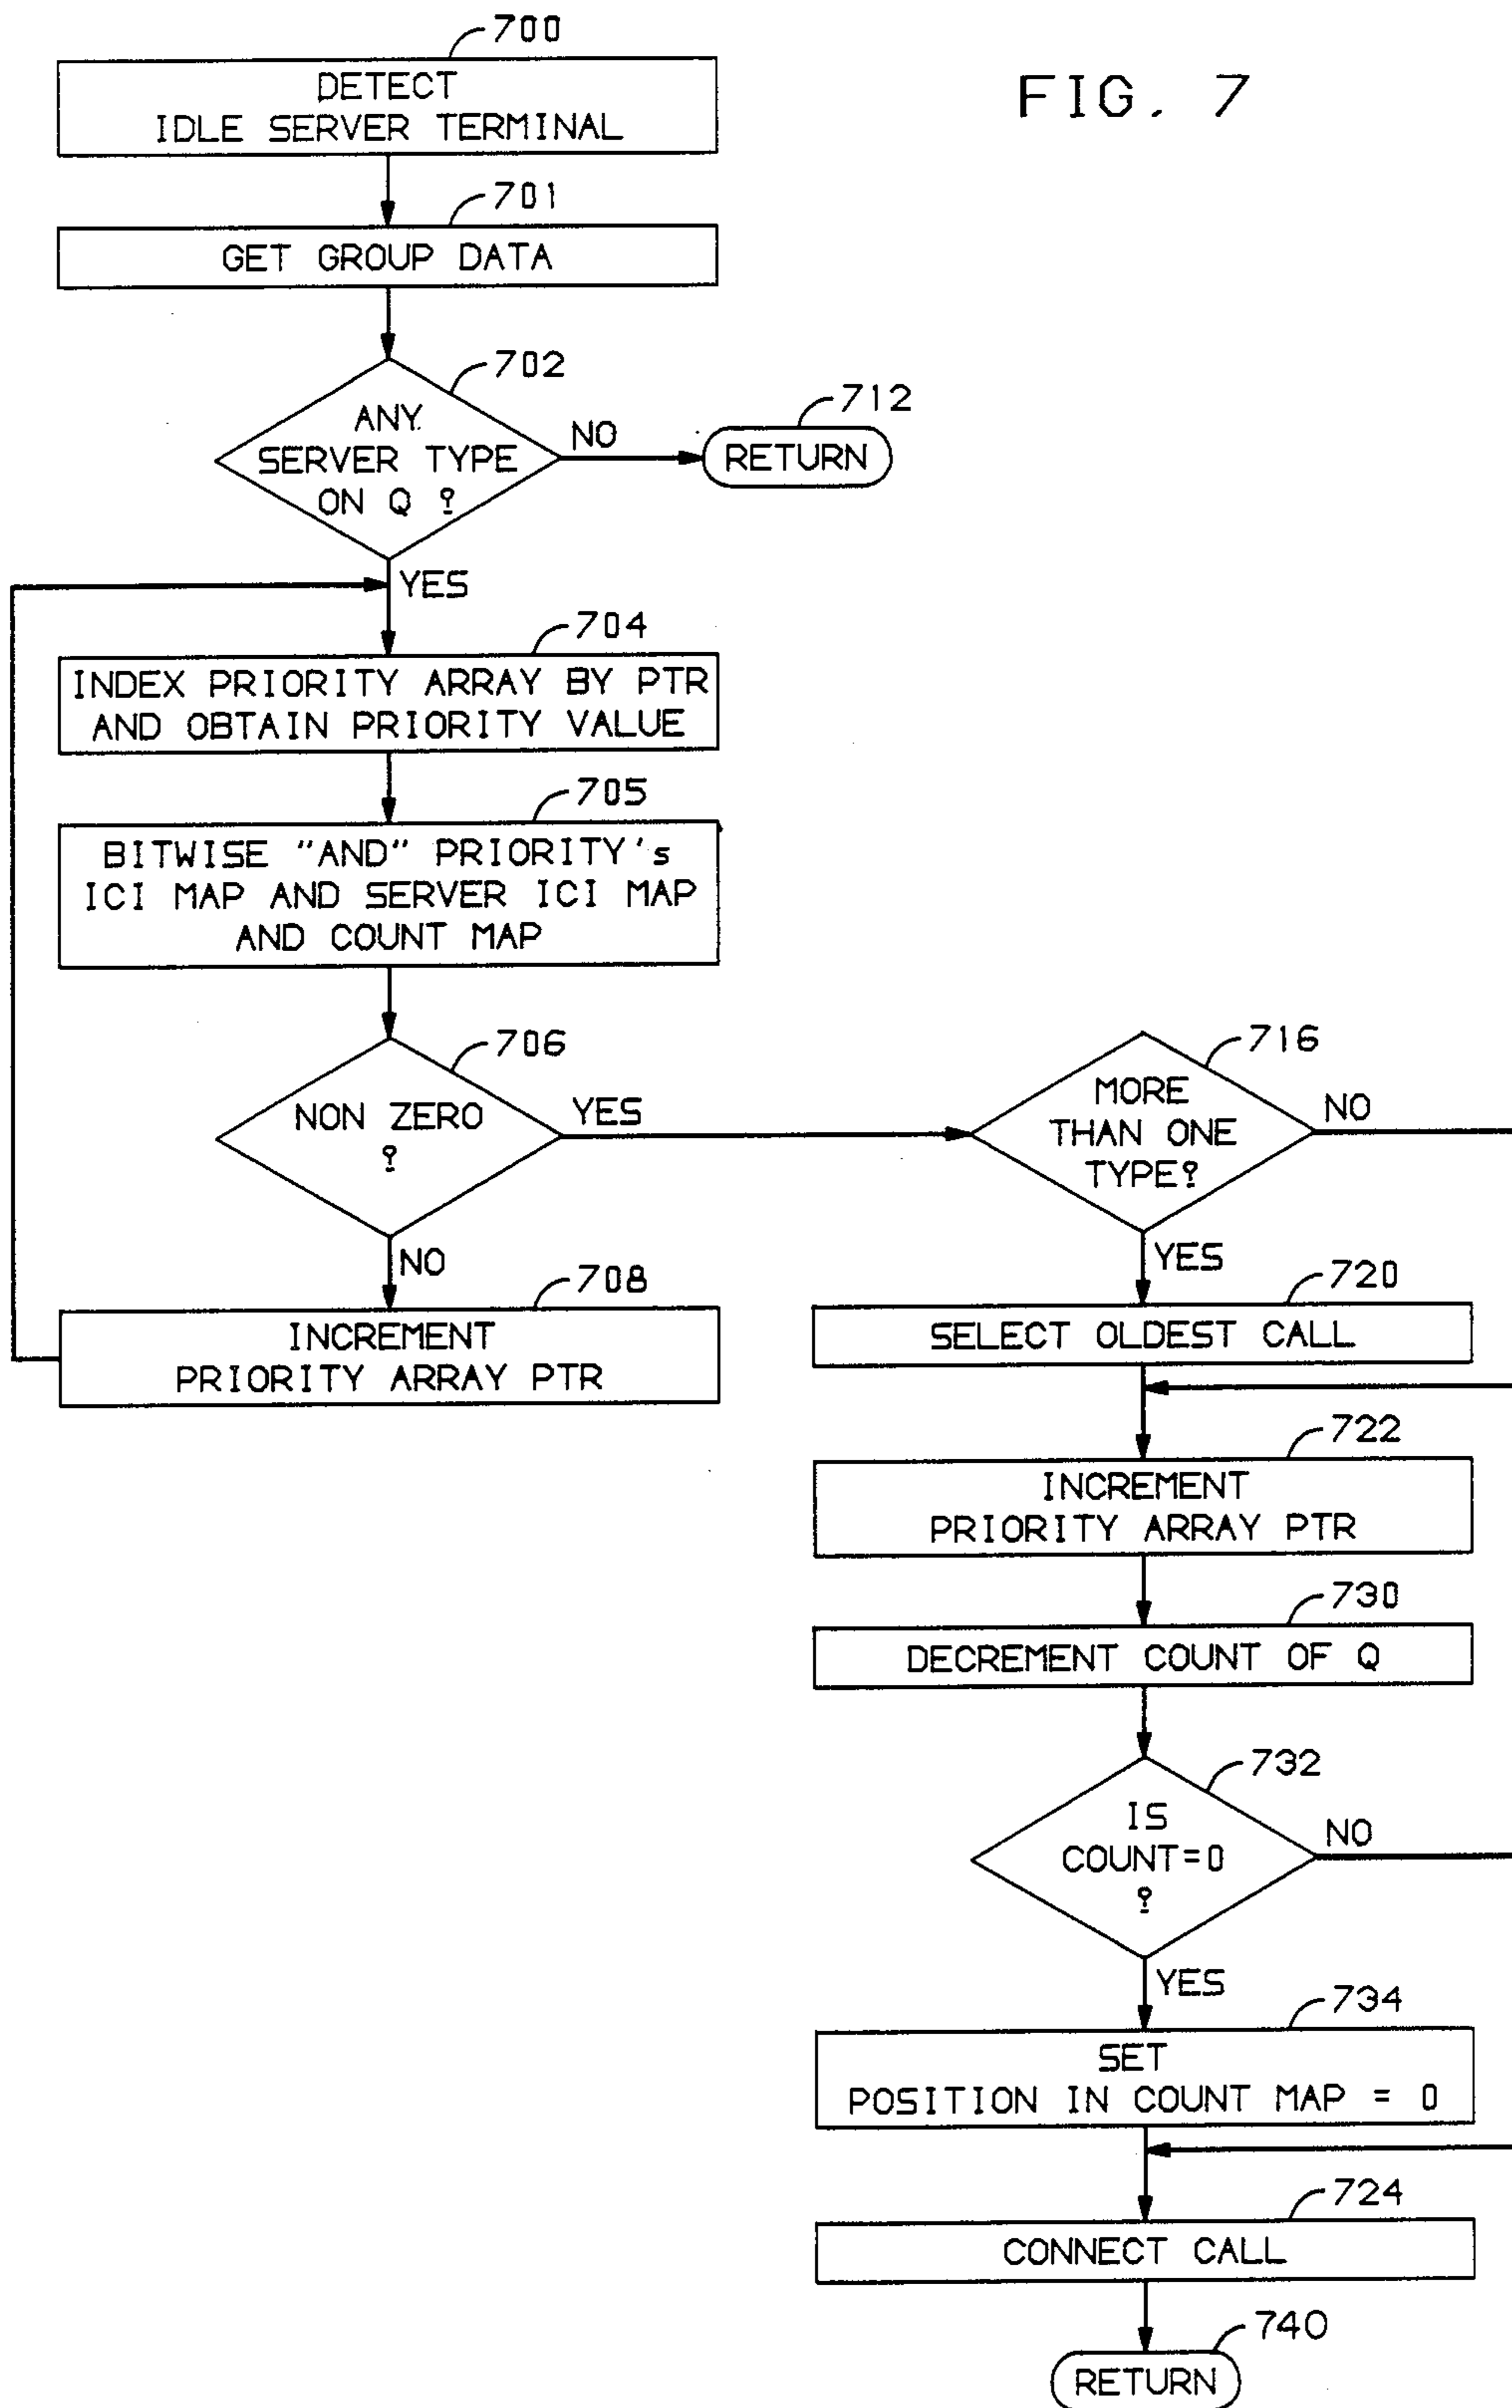 FIG. 7
700
DETECT
IDLE SERVER TERMINAL
701
GET GROUP DATA
702
ANY
SERVER TYPE
ON Q ?
NO
712
RETURN
YES
704
INDEX PRIORITY ARRAY BY PTR
AND OBTAIN PRIORITY VALUE
705
BITWISE "AND" PRIORITY's
ICI MAP AND SERVER ICI MAP
AND COUNT MAP
706
NON ZERO
?
YES
NO
708
INCREMENT
PRIORITY ARRAY PTR
716
MORE
THAN ONE
TYPE?
NO
YES
720
SELECT OLDEST CALL
722
INCREMENT
PRIORITY ARRAY PTR
730
DECREMENT COUNT OF Q
732
IS
COUNT=0
?
NO
YES
734
SET
POSITION IN COUNT MAP = 0
724
CONNECT CALL
740
RETURN